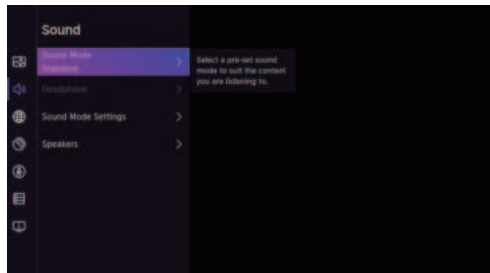 Sound
Sound Mode
Standard
Select a pre-set sound
mode to suit the content
you are listening to.
Headphone
Sound Mode Settings
Speakers